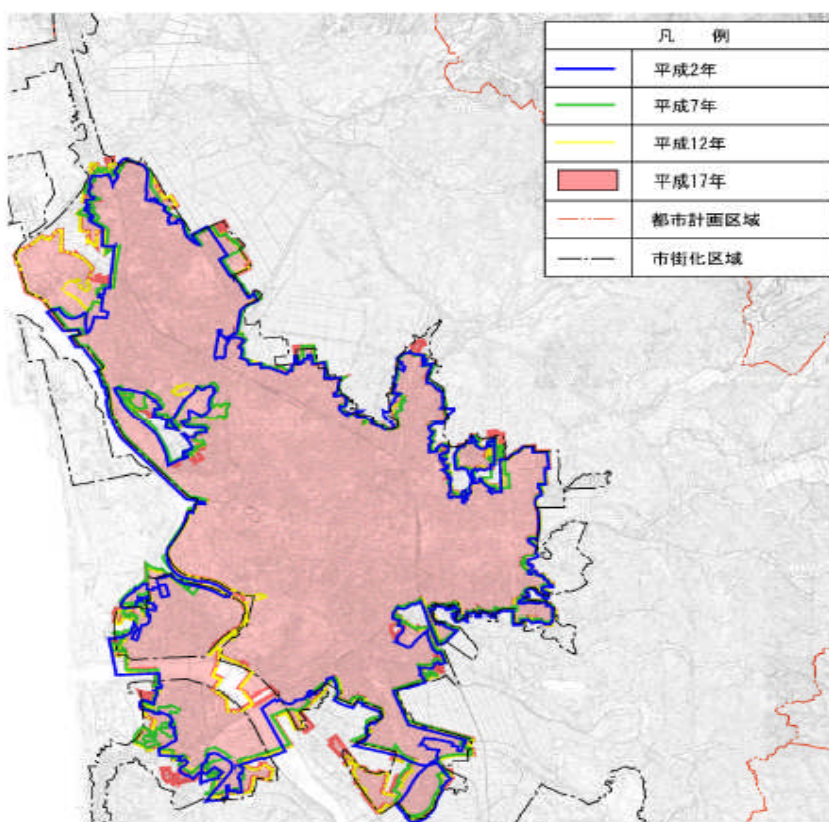 凡 例
平成2年
平成7年
平成12年
平成17年
都市計画区域
市街化区域